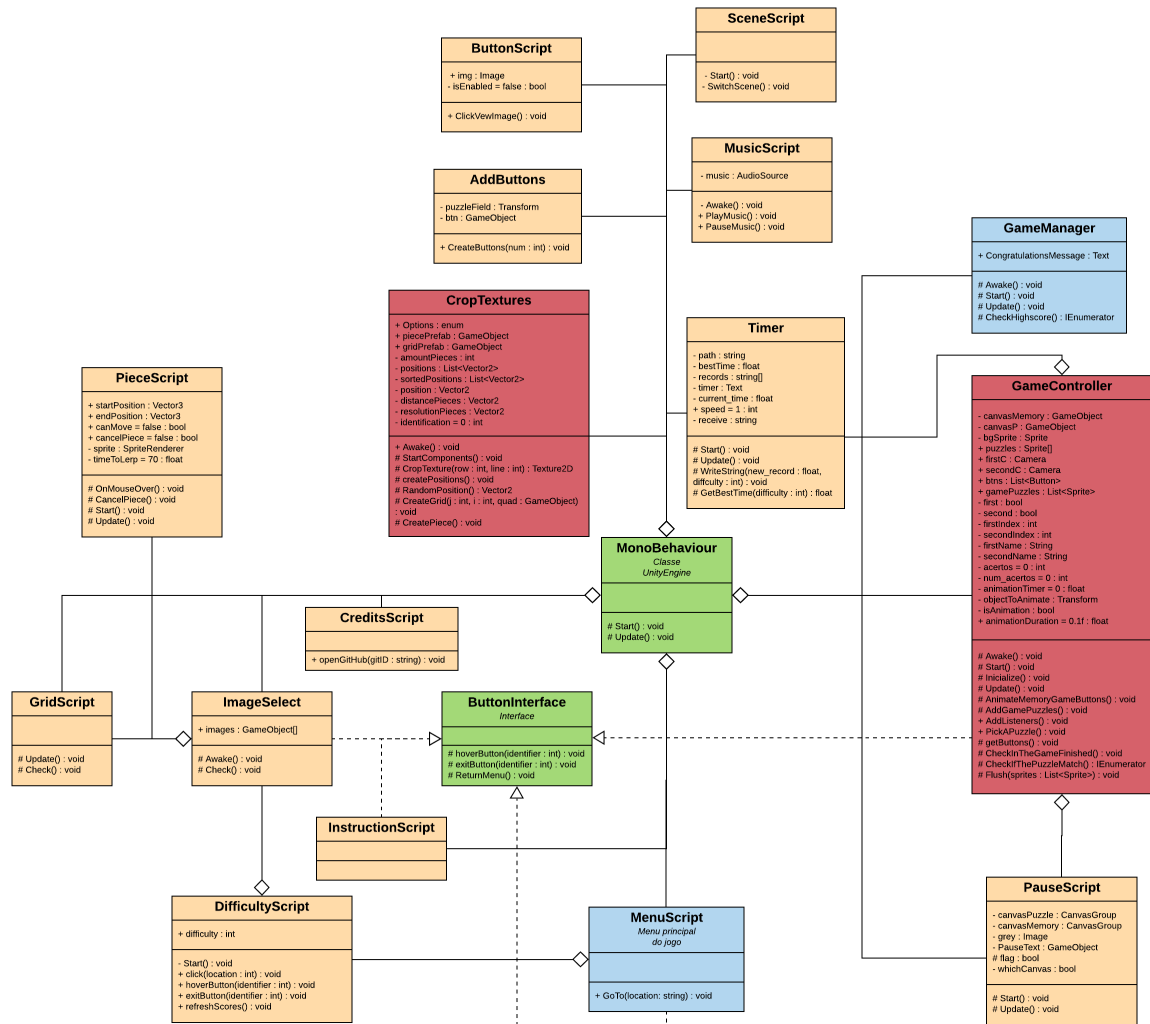 SceneScript
- Start() : void
- SwitchScene() : void
ButtonScript
+ img : Image
- isEnabled = false : bool
+ ClickVewImage() : void
MusicScript
- music : AudioSource
- Awake() : void
+ PlayMusic() : void
+ PauseMusic() : void
AddButtons
- puzzleField : Transform
- btn : GameObject
+ CreateButtons(num : int) : void
GameManager
+ CongratulationsMessage : Text
# Awake() : void
# Start() : void
# Update() : void
# CheckHighscore() : IEnumerator
CropTextures
+ Options : enum
+ piecePrefab : GameObject
+ gridPrefab : GameObject
- amountPieces : int
- positions : List<Vector2>
- sortedPositions : List<Vector2>
- position : Vector2
- distancePieces : Vector2
- resolutionPieces : Vector2
- identification = 0 : int
+ Awake() : void
# StartComponents() : void
# CropTexture(row : int, line : int) : Texture2D
# createPositions() : void
# RandomPosition() : Vector2
# CreateGrid(j : int, i : int, quad : GameObject)
: void
# CreatePiece() : void
Timer
- path : string
- bestTime : float
- records : string[]
- timer : Text
- current_time : float
+ speed = 1 : int
- receive : string
# Start() : void
# Update() : void
# WriteString(new_record : float,
diffculty : int) : void
# GetBestTime(difficulty : int) : float
PieceScript
+ startPosition : Vector3
+ endPosition : Vector3
+ canMove = false : bool
+ cancelPiece = false : bool
- sprite : SpriteRenderer
- timeToLerp = 70 : float
# OnMouseOver() : void
# CancelPiece() : void
# Start() : void
# Update() : void
GameController
- canvasMemory : GameObject
- canvasP : GameObject
- bgSprite : Sprite
+ puzzles : Sprite[]
+ firstC : Camera
+ secondC : Camera
+ btns : List<Button>
+ gamePuzzles : List<Sprite>
- first : bool
- second : bool
- firstIndex : int
- secondIndex : int
- firstName : String
- secondName : String
- acertos = 0 : int
- num_acertos = 0 : int
- animationTimer = 0 : float
- objectToAnimate : Transform
- isAnimation : bool
+ animationDuration = 0.1f : float
# Awake() : void
# Start() : void
# Inicialize() : void
# Update() : void
# AnimateMemoryGameButtons() : void
# AddGamePuzzles() : void
+ AddListeners() : void
+ PickAPuzzle() : void
# getButtons() : void
# CheckInTheGameFinished() : void
# CheckIfThePuzzleMatch() : IEnumerator
# Flush(sprites : List<Sprite>) : void
MonoBehaviour
Classe
UnityEngine
# Start() : void
# Update() : void
CreditsScript
+ openGitHub(gitID : string) : void
GridScript
# Update() : void
# Check() : void
ImageSelect
+ images : GameObject[]
# Awake() : void
# Check() : void
ButtonInterface
Interface
# hoverButton(identifier : int) : void
# exitButton(identifier : int) : void
# ReturnMenu() : void
InstructionScript
DifficultyScript
+ difficulty : int
- Start() : void
+ click(location : int) : void
+ hoverButton(identifier : int) : void
+ exitButton(identifier : int) : void
+ refreshScores() : void
MenuScript
Menu principal
do jogo
+ GoTo(location: string) : void
PauseScript
- canvasPuzzle : CanvasGroup
- canvasMemory : CanvasGroup
- grey : Image
- PauseText : GameObject
# flag : bool
- whichCanvas : bool
# Start() : void
# Update() : void